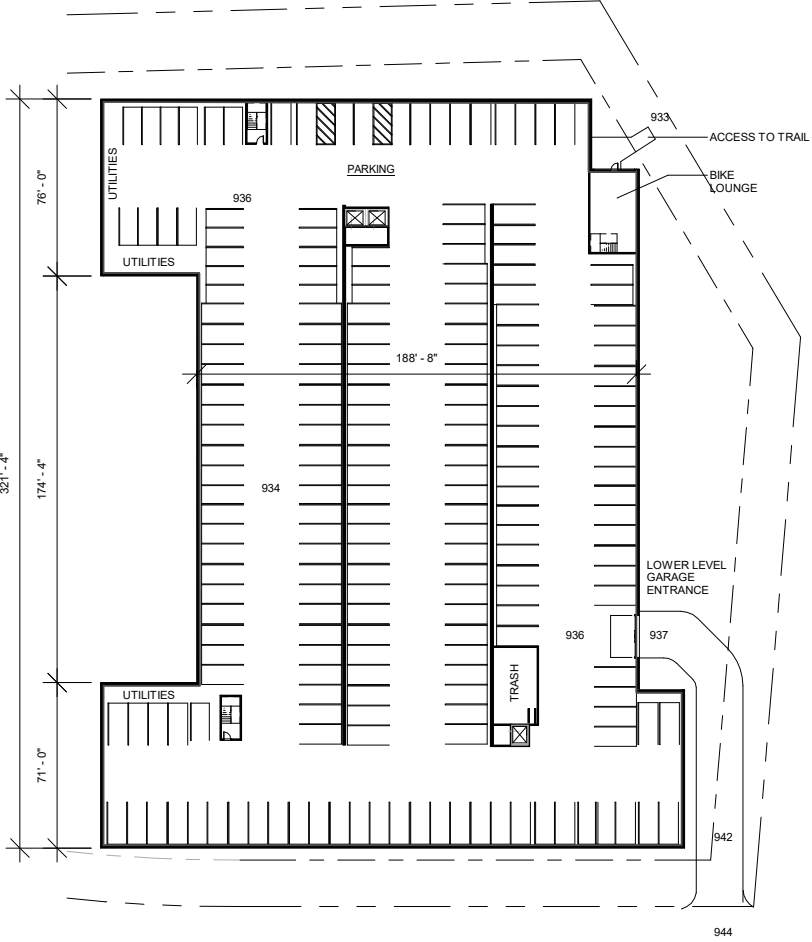 933
ACCESS TO TRAIL
PARKING
UTILITIES
BIKE
LOUNGE
76' - 0"
936
UTILITIES
188' - 8"
321' - 4"
174' - 4"
934
LOWER LEVEL
GARAGE
ENTRANCE
936
937
TRASH
UTILITIES
71' - 0"
942
944